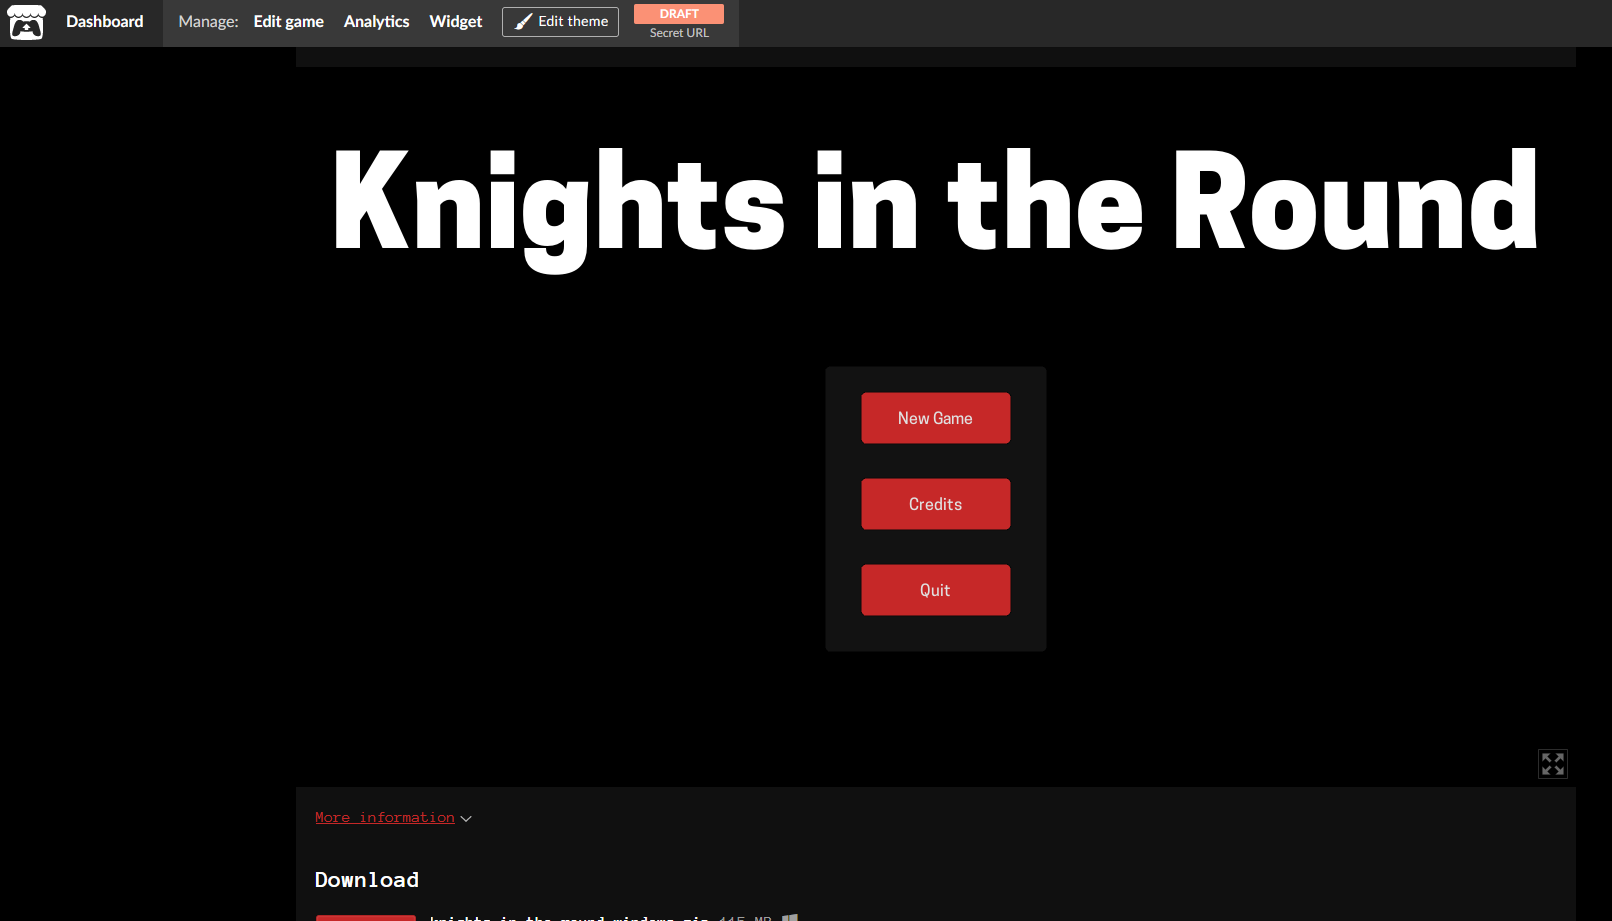 Dashboard Manage: Edit game Analytics Widget Edit theme DRAFT
Secret URL
Knights in the Round
New Game
Credits
Quit
More information
Download